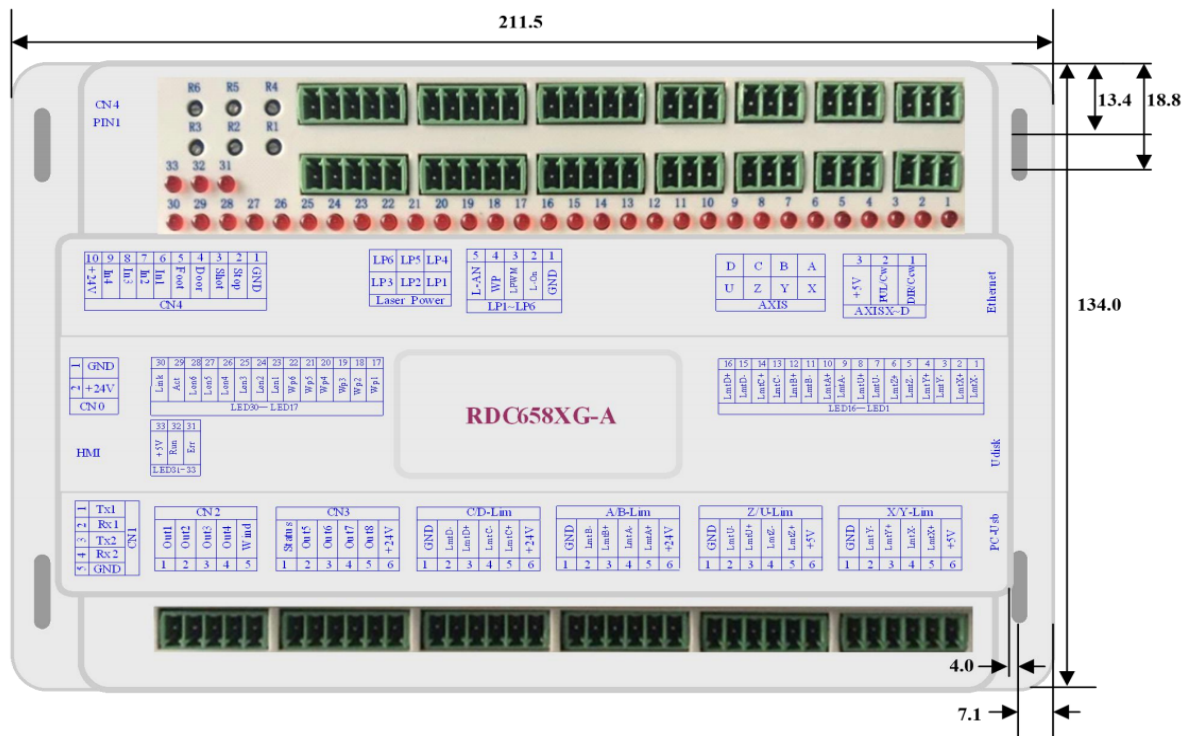 211.5
13.4
18.8
134.0
CN4
PIN1
R6 R5 R4
R3 R2 R1
33 32 31
30 29 28 27 26 25 24 23 22 21 20 19 18 17 16 15 14 13 12 11 10 9 8 7 6 5 4 3 2 1
10 9 8 7 6 5 4 3 2 1
+24V In4 In3 In2 In1 Foot Door Shot Stop GND
CN4
LP6 LP5 LP4
LP3 LP2 LP1
Laser Power
5 4 3 2 1
L-AN WP LPWM L-On GND
LP1~LP6
D C B A
U Z Y X
AXIS
3 2 1
+5V PUL/Cw DIR/Ccw
AXISX~D
Ethernet
1 GND
2 +24V
CN0
30 29 28 27 26 25 24 23 22 21 20 19 18 17
Link Act Lon6 Lon5 Lon4 Lon3 Lon2 Lon1 Wp6 Wp5 Wp4 Wp3 Wp2 Wp1
LED30— LED17
RDC658XG-A
16 15 14 13 12 11 10 9 8 7 6 5 4 3 2 1
LmtD+ LmtD- LmtC+ LmtC- LmtB+ LmtB- LmtA+ LmtA- LmtU+ LmtU- LmtZ+ LmtZ- LmtY+ LmtY- LmtX+ LmtX-
LED16—LED1
HMI
33 32 31
+5V Run Err
LED31-33
Udisk
1 Tx1
2 Rx1
3 Tx2
4 Rx2
5 GND
CN1
CN2
Out1 Out2 Out3 Out4 Wind
1 2 3 4 5
CN3
Status Out5 Out6 Out7 Out8 +24V
1 2 3 4 5 6
C/D-Lim
GND LmtD- LmtD+ LmtC- LmtC+ +24V
1 2 3 4 5 6
A/B-Lim
GND LmtB- LmtB+ LmtA- LmtA+ +24V
1 2 3 4 5 6
Z/U-Lim
GND LmtU- LmtU+ LmtZ- LmtZ+ +5V
1 2 3 4 5 6
X/Y-Lim
GND LmtY- LmtY+ LmtX- LmtX+ +5V
1 2 3 4 5 6
PC-Usb
4.0
7.1